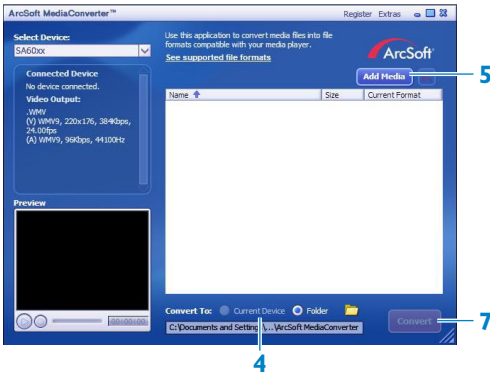 ArcSoft MediaConverter™
Register Extras
Select Device:
SA60xx
Use this application to convert media files into file
formats compatible with your media player.
See supported file formats
ArcSoft
Connected Device
No device connected.
Video Output:
.WMV
(V) WMV9, 220x176, 384Kbps,
24.00fps
(A) WMV9, 96Kbps, 44100Hz
Add Media
5
Name Size Current Format
Preview
00:00:00
Convert To: Current Device Folder
C:\Documents and Setting \,...\ArcSoft MediaConverter
Convert
7
4